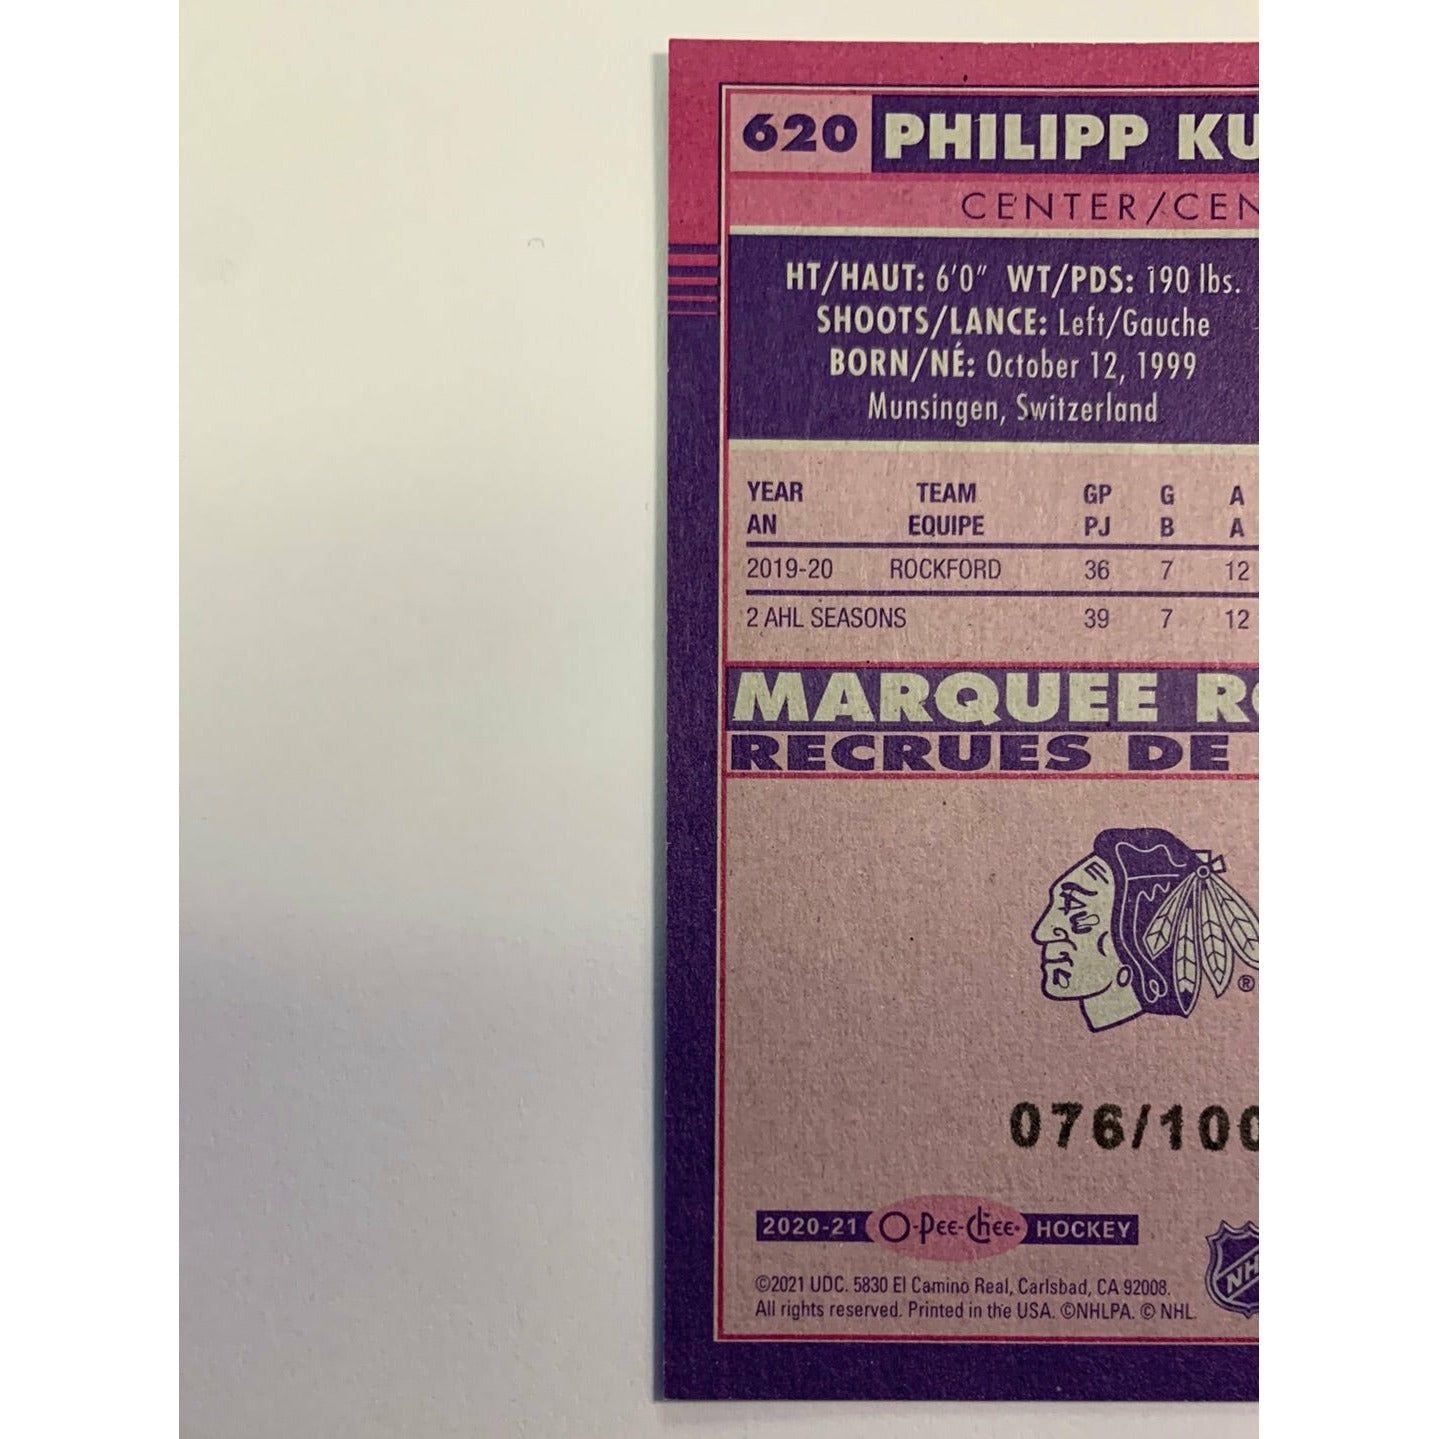 620 PHILIPP KU
CENTER/CEN
HT/HAUT: 6'0" WT/PDS: 190 lbs.
SHOOTS/LANCE: Left/Gauche
BORN/NÉ: October 12, 1999
Munsingen, Switzerland
YEAR TEAM GP G A
AN EQUIPE PJ B A
2019-20 ROCKFORD 36 7 12
2 AHL SEASONS 39 7 12
MARQUEE RO
RECRUES DE
®
076/100
2020-21 O-Pee-Chee® HOCKEY
NH
©2021 UDC. 5830 El Camino Real, Carlsbad, CA 92008.
All rights reserved. Printed in the USA. ©NHLPA. © NHL.